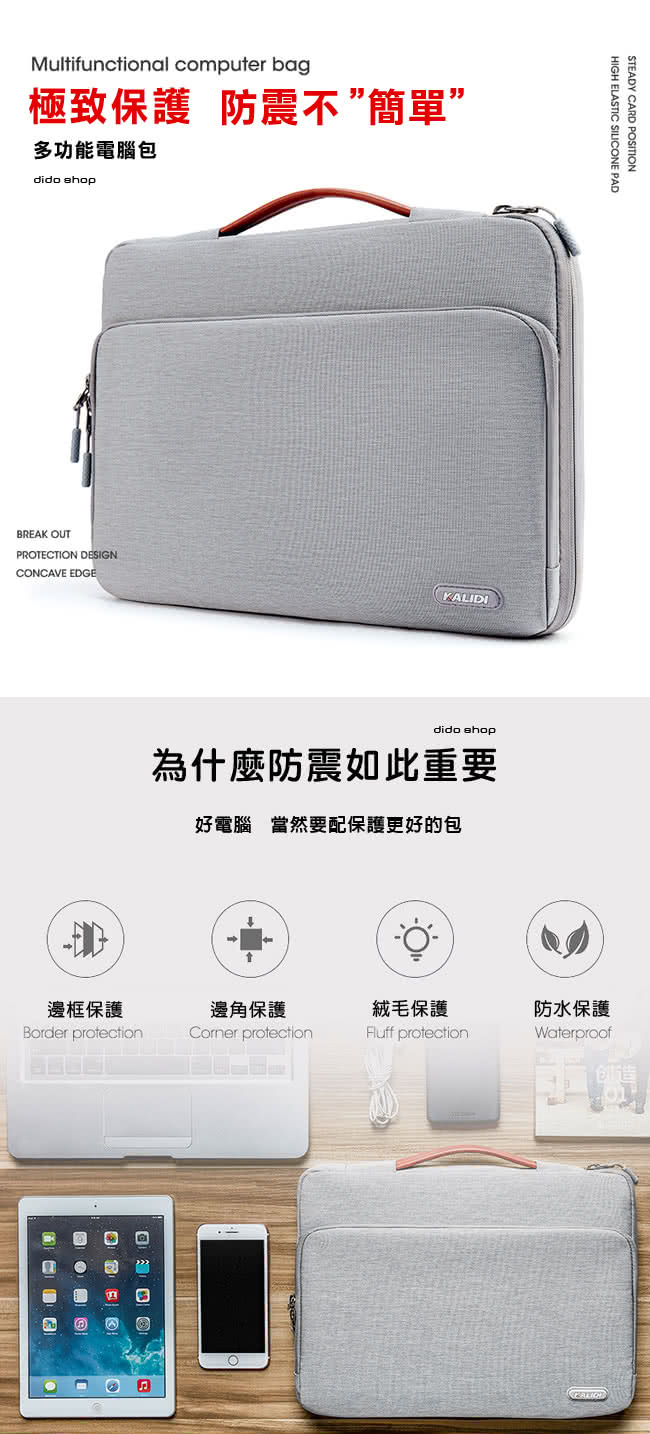 Multifunctional computer bag
極致保護 防震不”簡單”
多功能電腦包
dido shop
STEADY CARD POSITION
HIGH ELASTIC SILICONE PAD
BREAK OUT
PROTECTION DESIGN
CONCAVE EDGE
KALIDI
dido shop
為什麼防震如此重要
好電腦 當然要配保護更好的包
邊框保護
Border protection
邊角保護
Corner protection
絨毛保護
Fluff protection
防水保護
Waterproof
创造
01
KALIDI